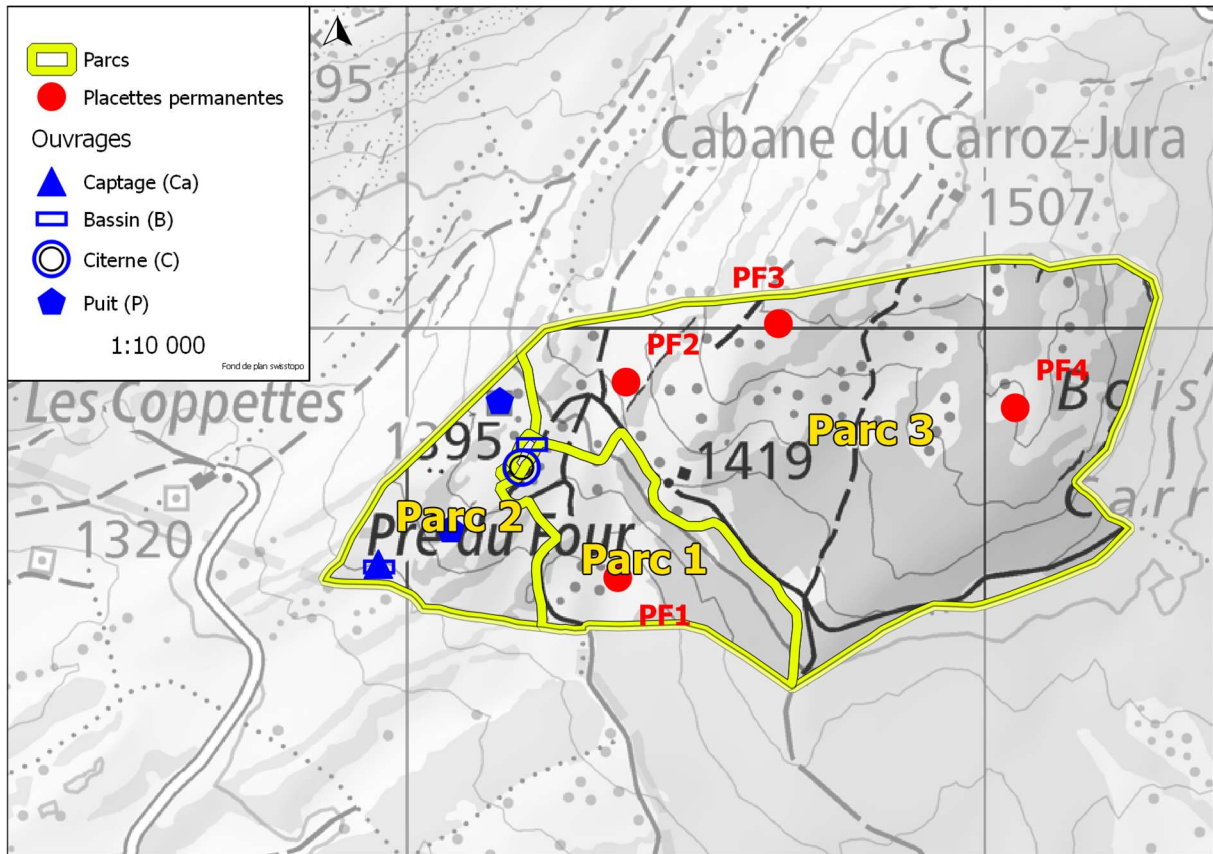 Parcs
Placettes permanentes
Ouvrages
Captage (Ca)
Bassin (B)
Citerne (C)
Puit (P)
1:10 000
Fond de plan swisstopo
95
Cabane du Carroz-Jura
1507
PF3
PF2
PF4
Les Coppettes
1395
Bois
Parc 3
1419
Carr
Parc 2
Pré du Four
1320
Parc 1
PF1